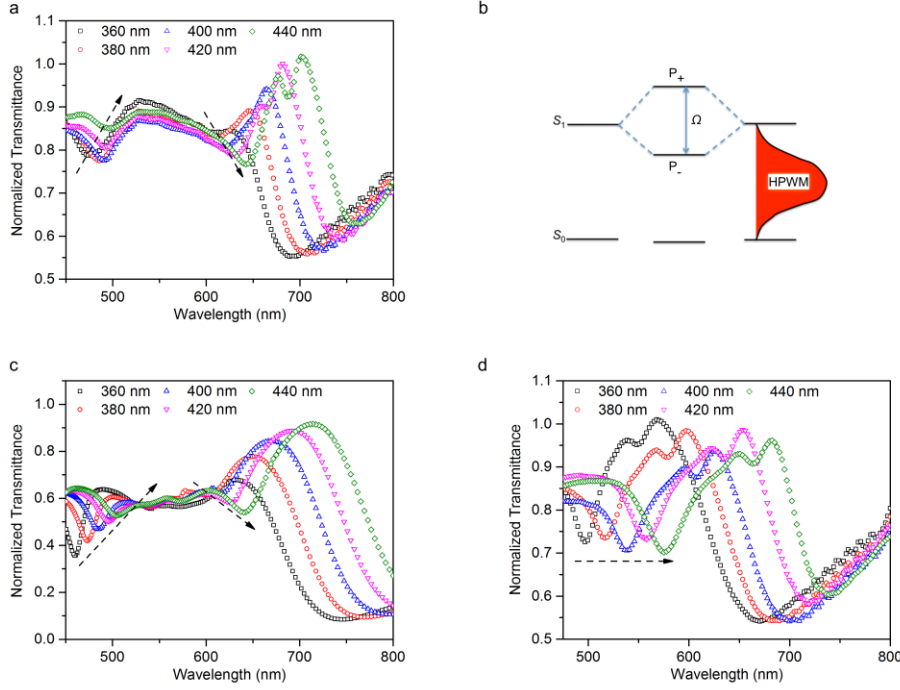 a
360 nm 400 nm 440 nm
380 nm 420 nm
Normalized Transmittance
1.1
1.0
0.9
0.8
0.7
0.6
0.5
500 600 700 800
Wavelength (nm)
b
P+
S1
Ω
P-
HPWM
S0
c
360 nm 400 nm 440 nm
380 nm 420 nm
Normalized Transmittance
1.0
0.8
0.6
0.4
0.2
0.0
500 600 700 800
Wavelength (nm)
d
360 nm 400 nm 440 nm
380 nm 420 nm
Normalized Transmittance
1.1
1.0
0.9
0.8
0.7
0.6
0.5
500 600 700 800
Wavelength (nm)